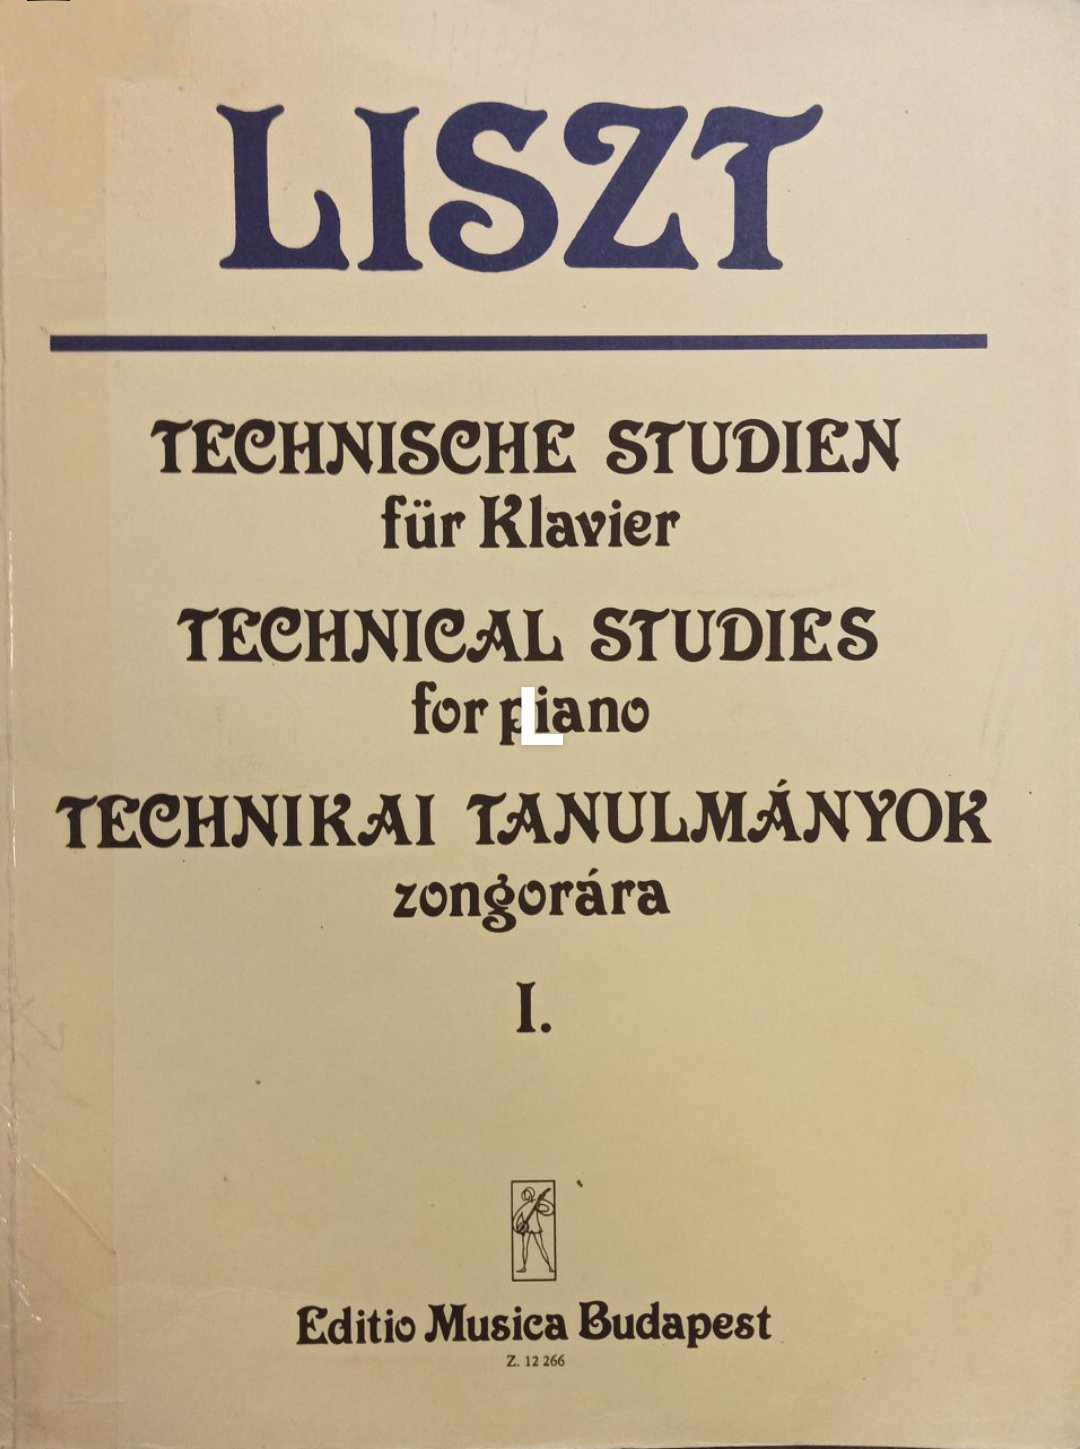 LISZT
TECHNISCHE STUDIEN
für Klavier
TECHNICAL STUDIES
for piano
L
TECHNIKAI TANULMÁNYOK
zongorára
I.
Editio Musica Budapest
Z. 12 266